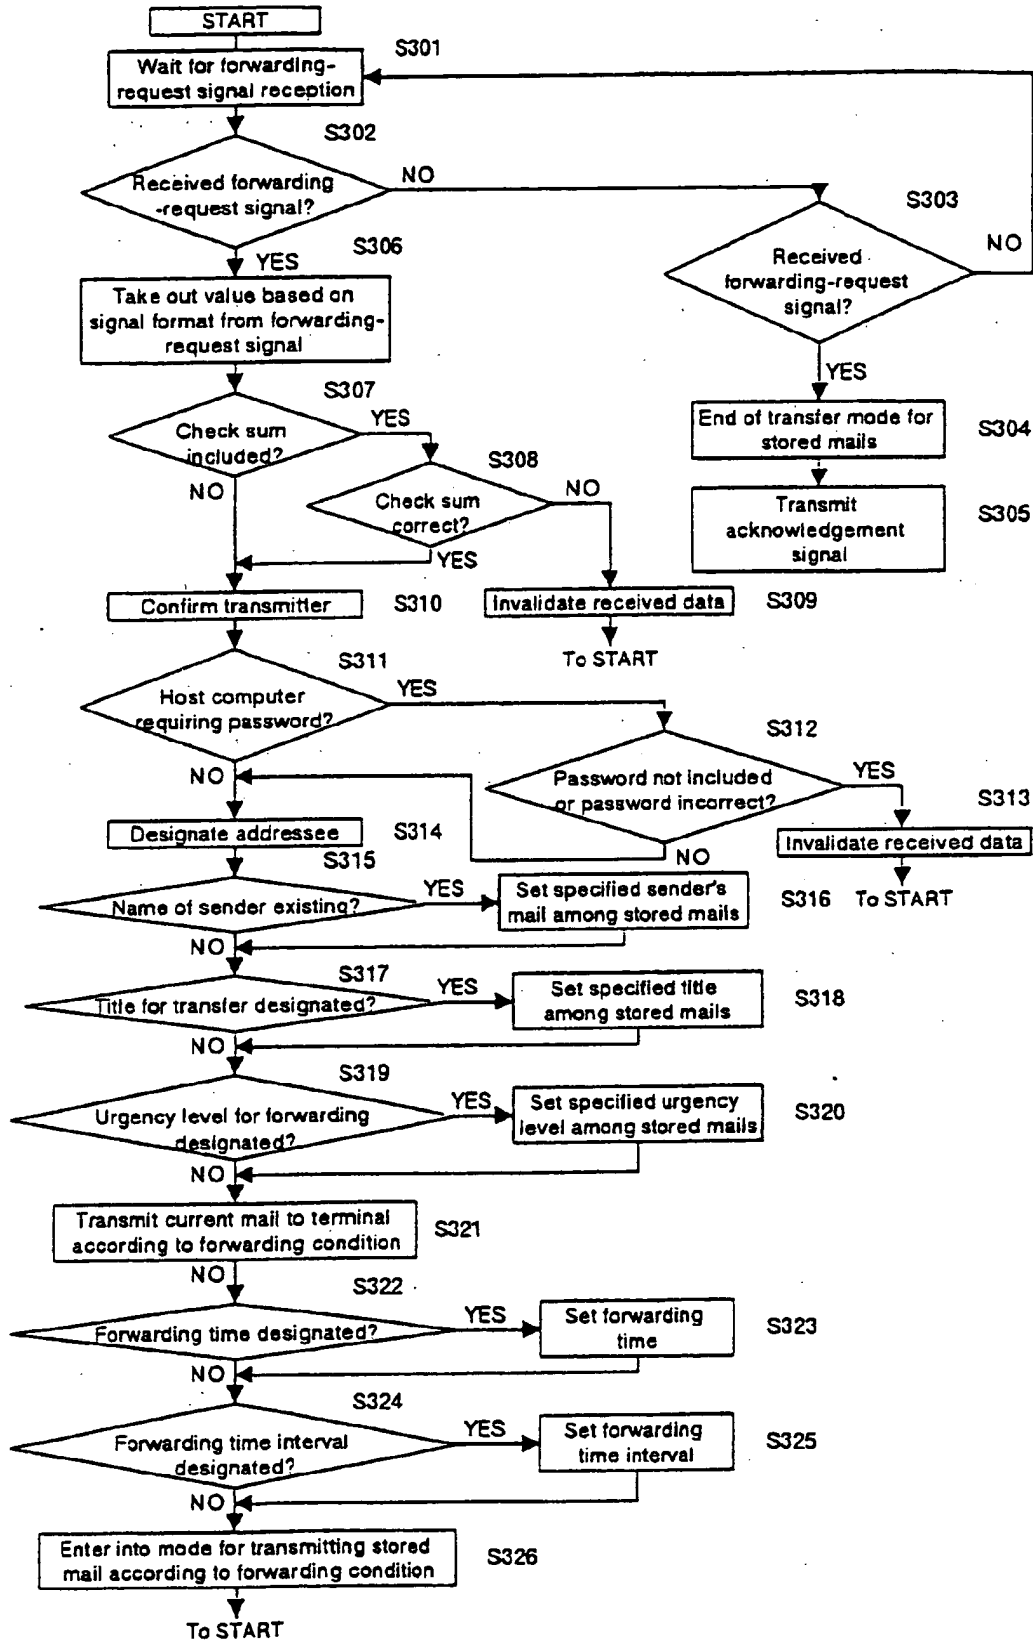 START
S301
Wait for forwarding-
request signal reception
S302
Received forwarding
-request signal?
NO
S303
Received
forwarding-request
signal?
NO
YES
S304
End of transfer mode for
stored mails
S305
Transmit
acknowledgement
signal
S306
YES
Take out value based on
signal format from forwarding-
request signal
S307
Check sum
included?
YES
NO
S308
Check sum
correct?
NO
YES
S309
Invalidate received data
To START
S310
Confirm transmitter
S311
Host computer
requiring password?
YES
NO
S312
Password not included
or password incorrect?
YES
NO
S313
Invalidate received data
To START
Designate addressee
S314
S315
Name of sender existing?
YES
NO
Set specified sender's
mail among stored mails
S316
S317
Title for transfer designated?
YES
NO
Set specified title
among stored mails
S318
S319
Urgency level for forwarding
designated?
YES
NO
Set specified urgency
level among stored mails
S320
Transmit current mail to terminal
according to forwarding condition
S321
NO
S322
Forwarding time designated?
YES
NO
Set forwarding
time
S323
S324
Forwarding time interval
designated?
YES
NO
Set forwarding
time interval
S325
Enter into mode for transmitting stored
mail according to forwarding condition
S326
To START